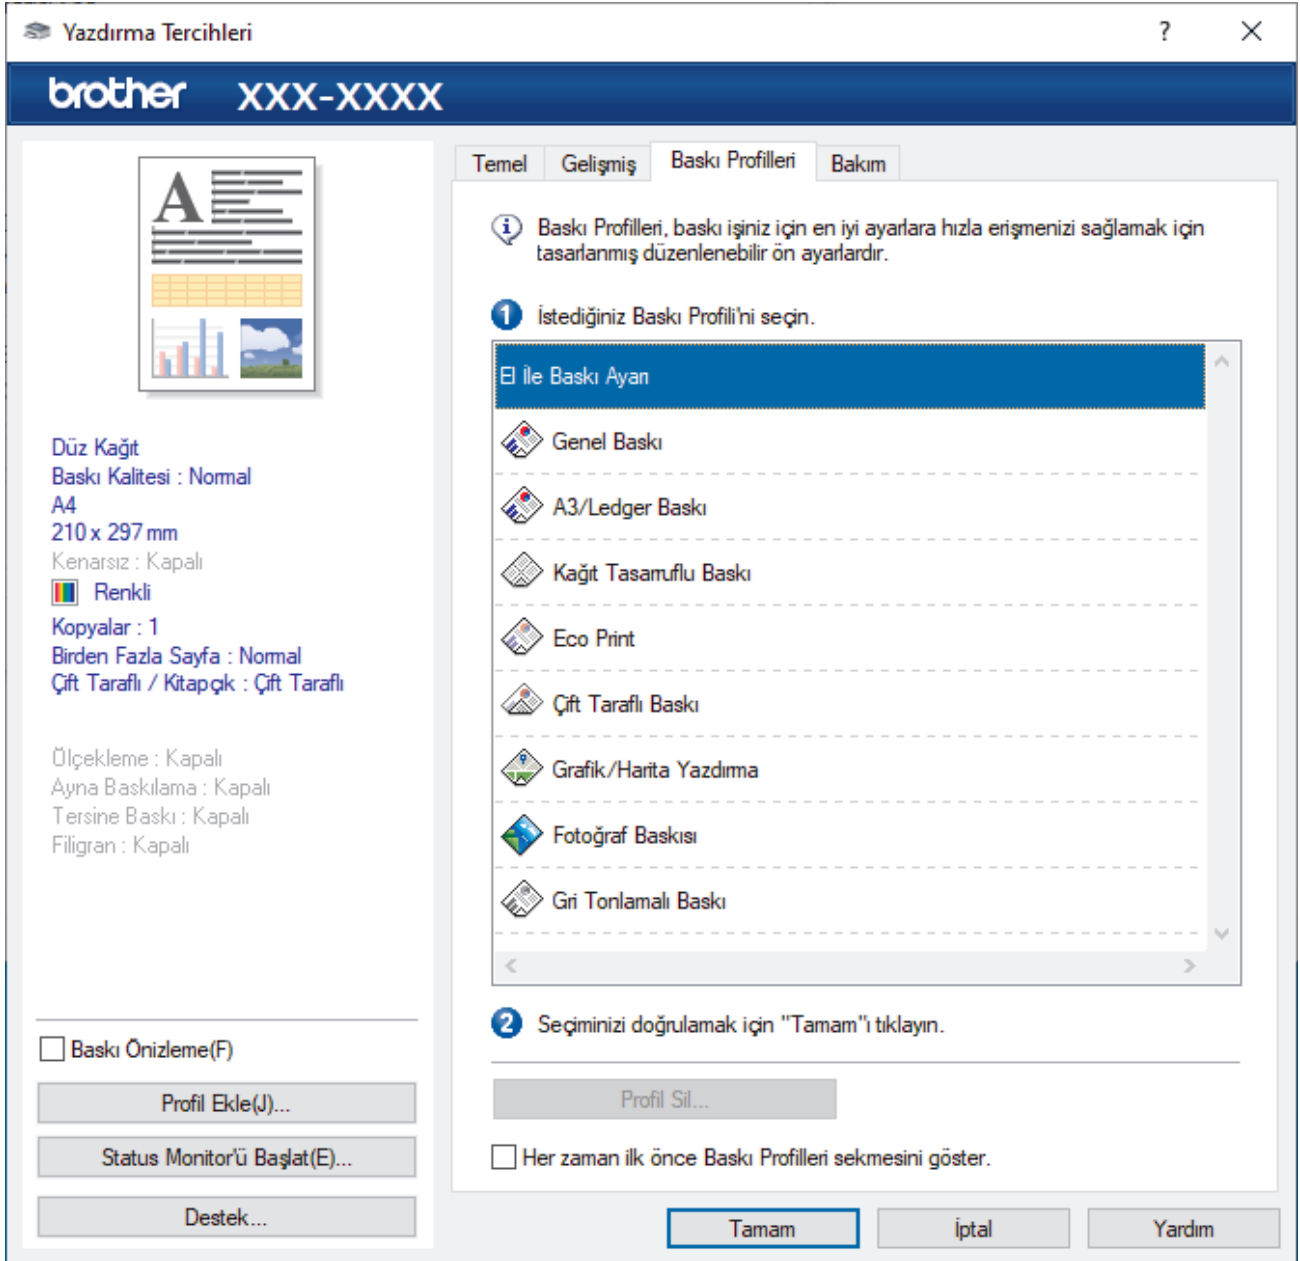 Yazdırma Tercihleri
?
brother XXX-XXXX
A
Düz Kağıt
Baskı Kalitesi : Normal
A4
210 x 297 mm
Kenarsız : Kapalı
Renkli
Kopyalar : 1
Birden Fazla Sayfa : Normal
Çift Taraflı / Kitapçık : Çift Taraflı
Ölçekleme : Kapalı
Ayna Baskılama : Kapalı
Tersine Baskı : Kapalı
Filigran : Kapalı
Baskı Önizleme(F)
Profil Ekle(J)...
Status Monitor'ü Başlat(E)...
Destek...
Temel Gelişmiş Baskı Profilleri Bakım
Baskı Profilleri, baskı işiniz için en iyi ayarlara hızla erişmenizi sağlamak için
tasarlanmış düzenlenebilir ön ayarlardır.
1 İstediğiniz Baskı Profili'ni seçin.
El İle Baskı Ayarı
Genel Baskı
A3/Ledger Baskı
Kağıt Tasarruflu Baskı
Eco Print
Çift Taraflı Baskı
Grafik/Harita Yazdırma
Fotoğraf Baskısı
Gri Tonlamalı Baskı
2 Seçiminizi doğrulamak için "Tamam"ı tıklayın.
Profil Sil...
Her zaman ilk önce Baskı Profilleri sekmesini göster.
Tamam İptal Yardım